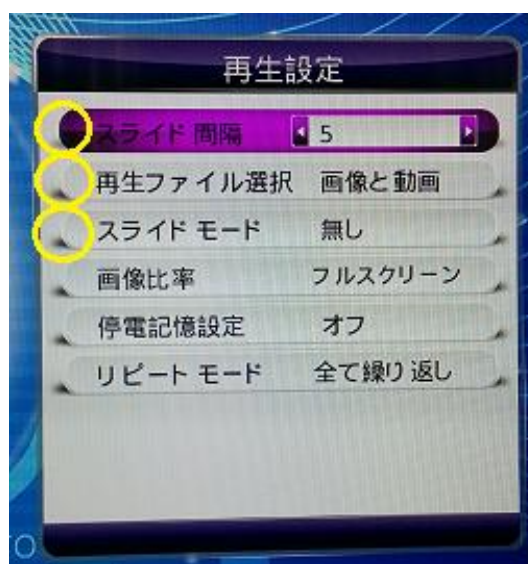 再生設定
スライド 間隔 5
再生ファイル選択 画像と動画
スライド モード 無し
画像比率 フルスクリーン
停電記憶設定 オフ
リピート モード 全て繰り返し
TO